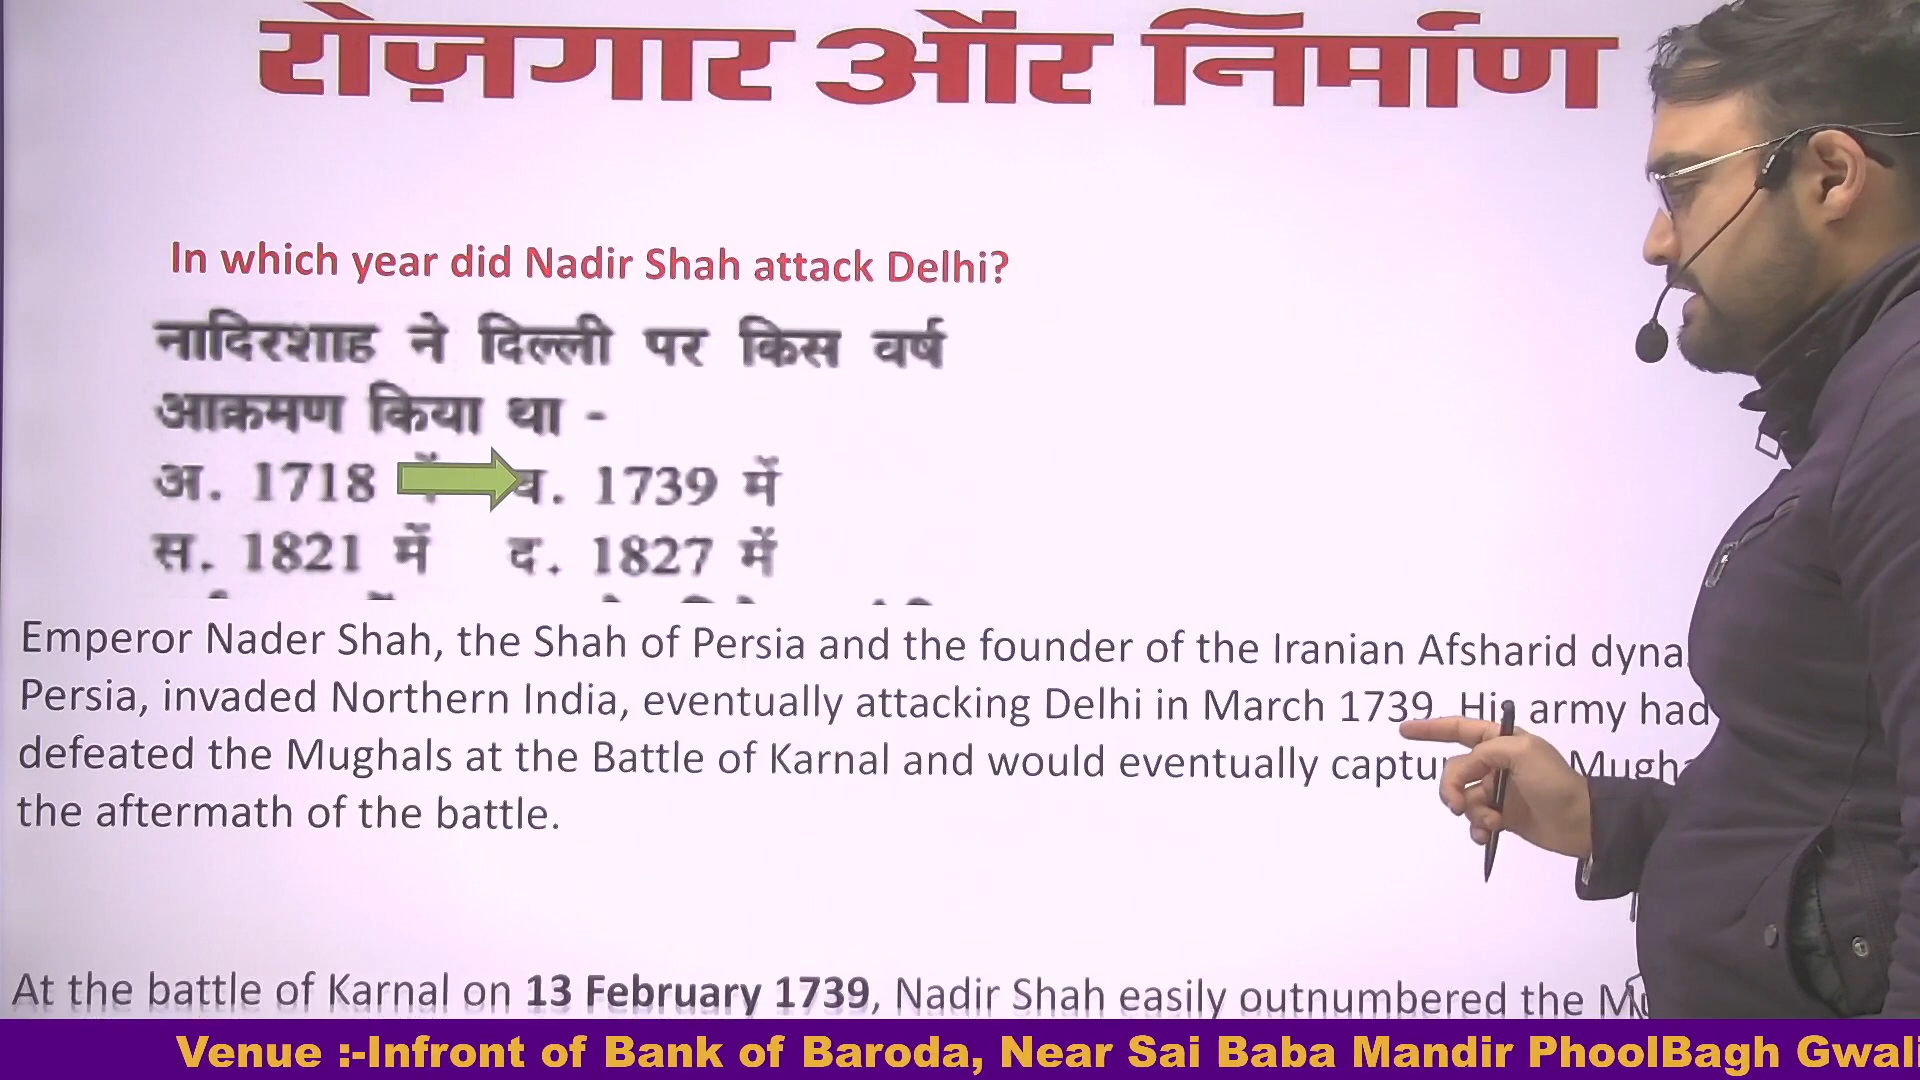 रोज़गार और निर्माण
In which year did Nadir Shah attack Delhi?
नादिरशाह ने दिल्ली पर किस वर्ष
आक्रमण किया था -
अ. 1718 ब. 1739 में
स. 1821 में द. 1827 में
Emperor Nader Shah, the Shah of Persia and the founder of the Iranian Afsharid
Persia, invaded Northern India, eventually attacking Delhi in March 1739. His army had
defeated the Mughals at the Battle of Karnal and would eventually
the aftermath of the battle.
At the battle of Karnal on 13 February 1739, Nadir Shah easily outnumbered the
Venue :-Infront of Bank of Baroda, Near Sai Baba Mandir PhoolBagh